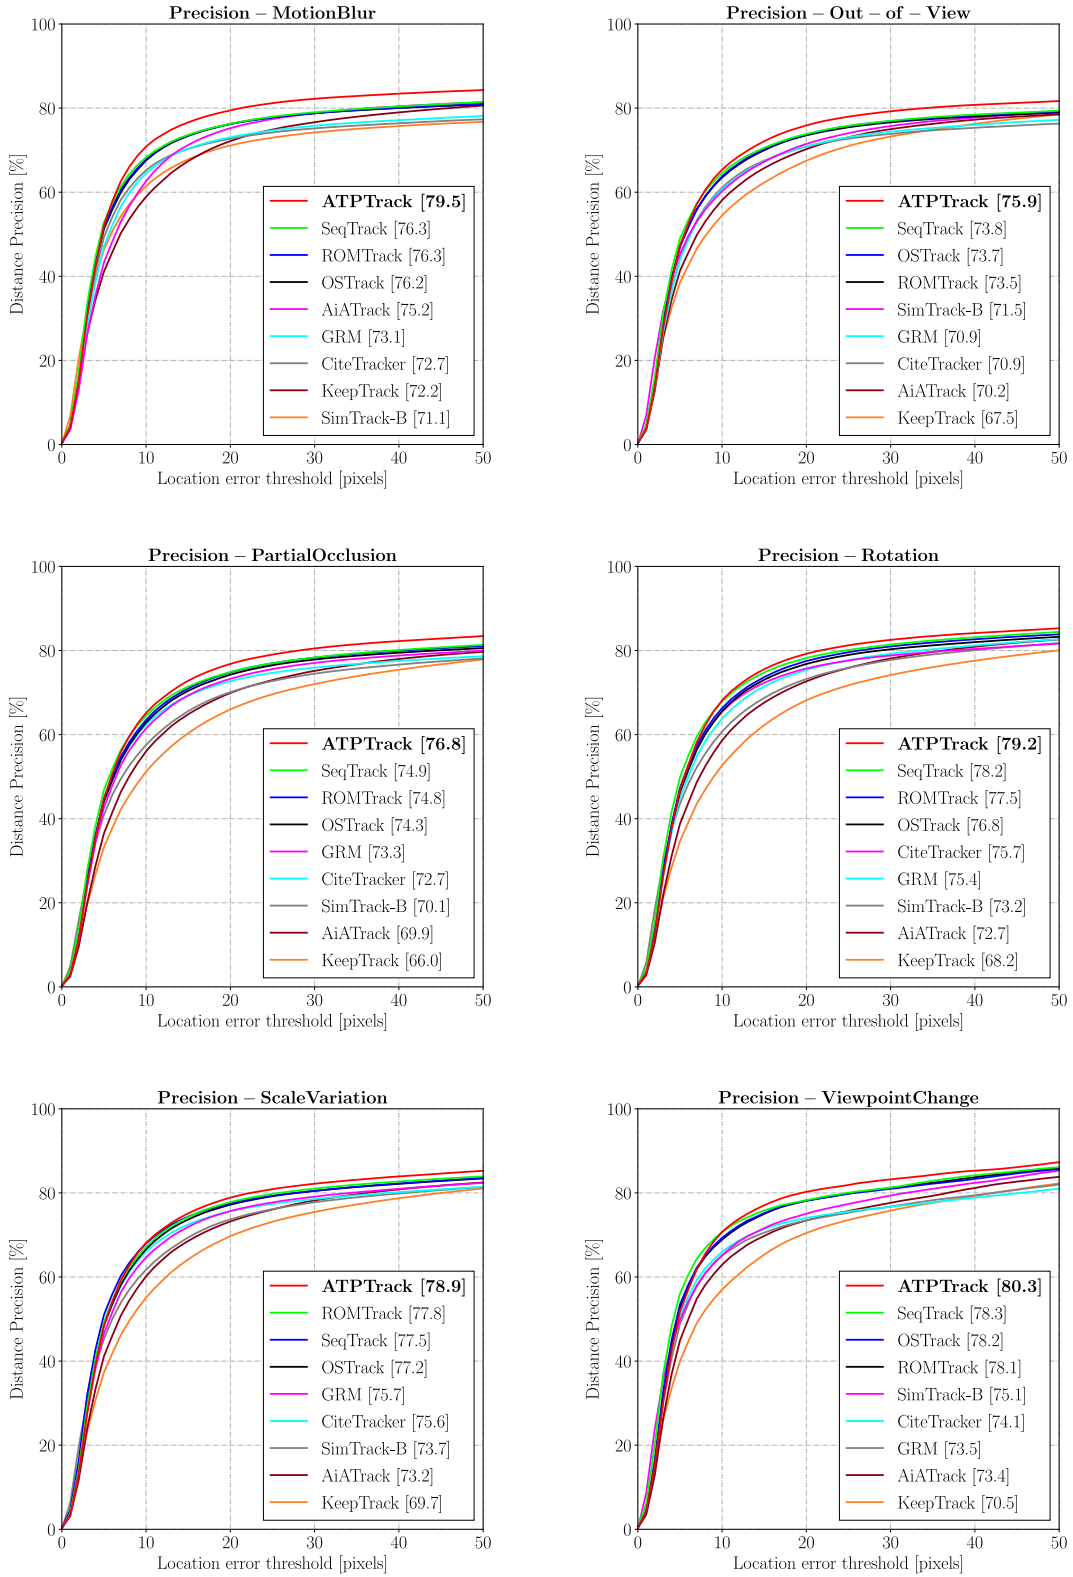 Precision – MotionBlur
Distance Precision [%]
100
80
60
40
20
0
ATPTrack [79.5]
SeqTrack [76.3]
ROMTrack [76.3]
OSTrack [76.2]
AiATrack [75.2]
GRM [73.1]
CiteTracker [72.7]
KeepTrack [72.2]
SimTrack-B [71.1]
0 10 20 30 40 50
Location error threshold [pixels]
Precision – Out – of – View
Distance Precision [%]
100
80
60
40
20
0
ATPTrack [75.9]
SeqTrack [73.8]
OSTrack [73.7]
ROMTrack [73.5]
SimTrack-B [71.5]
GRM [70.9]
CiteTracker [70.9]
AiATrack [70.2]
KeepTrack [67.5]
0 10 20 30 40 50
Location error threshold [pixels]
Precision – PartialOcclusion
Distance Precision [%]
100
80
60
40
20
0
ATPTrack [76.8]
SeqTrack [74.9]
ROMTrack [74.8]
OSTrack [74.3]
GRM [73.3]
CiteTracker [72.7]
SimTrack-B [70.1]
AiATrack [69.9]
KeepTrack [66.0]
0 10 20 30 40 50
Location error threshold [pixels]
Precision – Rotation
Distance Precision [%]
100
80
60
40
20
0
ATPTrack [79.2]
SeqTrack [78.2]
ROMTrack [77.5]
OSTrack [76.8]
CiteTracker [75.7]
GRM [75.4]
SimTrack-B [73.2]
AiATrack [72.7]
KeepTrack [68.2]
0 10 20 30 40 50
Location error threshold [pixels]
Precision – ScaleVariation
Distance Precision [%]
100
80
60
40
20
0
ATPTrack [78.9]
ROMTrack [77.8]
SeqTrack [77.5]
OSTrack [77.2]
GRM [75.7]
CiteTracker [75.6]
SimTrack-B [73.7]
AiATrack [73.2]
KeepTrack [69.7]
0 10 20 30 40 50
Location error threshold [pixels]
Precision – ViewpointChange
Distance Precision [%]
100
80
60
40
20
0
ATPTrack [80.3]
SeqTrack [78.3]
OSTrack [78.2]
ROMTrack [78.1]
SimTrack-B [75.1]
CiteTracker [74.1]
GRM [73.5]
AiATrack [73.4]
KeepTrack [70.5]
0 10 20 30 40 50
Location error threshold [pixels]